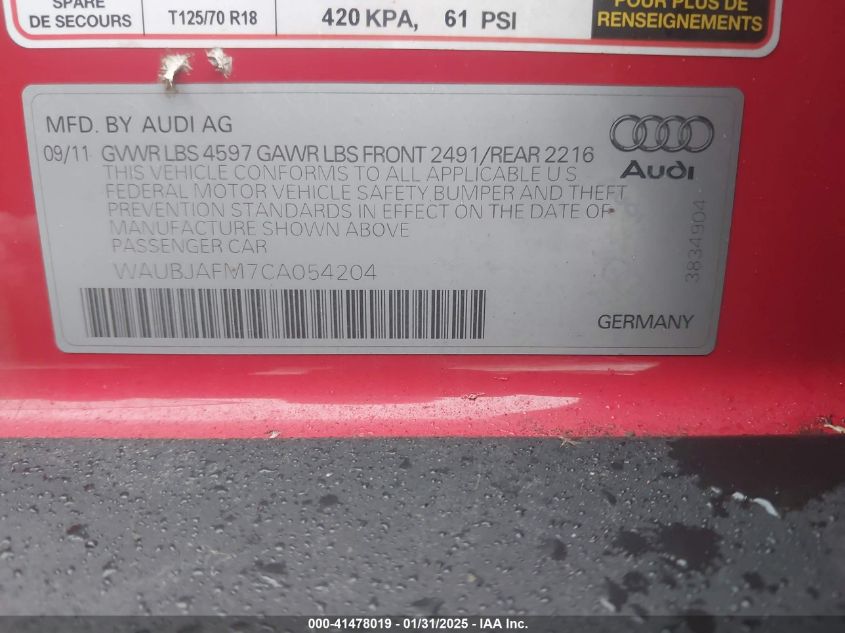 SPARE
DE SECOURS
T125/70 R18
420 KPA, 61 PSI
POUR PLUS DE
RENSEIGNEMENTS
MFD. BY AUDI AG
09/11 GVWR LBS 4597 GAWR LBS FRONT 2491/REAR 2216
THIS VEHICLE CONFORMS TO ALL APPLICABLE U S
FEDERAL MOTOR VEHICLE SAFETY, BUMPER AND THEFT
PREVENTION STANDARDS IN EFFECT ON THE DATE OF
MANUFACTURE SHOWN ABOVE
PASSENGER CAR
WAUBJAFM7CA054204
Audi
3834904
GERMANY
000-41478019 - 01/31/2025 - IAA, Inc.